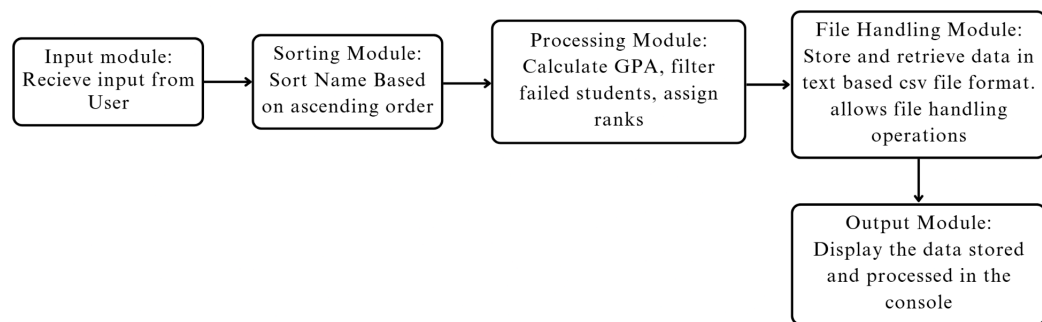 Input module:
Recieve input from
User
Sorting Module:
Sort Name Based
on ascending order
Processing Module:
Calculate GPA, filter
failed students, assign
ranks
File Handling Module:
Store and retrieve data in
text based csv file format.
allows file handling
operations
Output Module:
Display the data stored
and processed in the
console